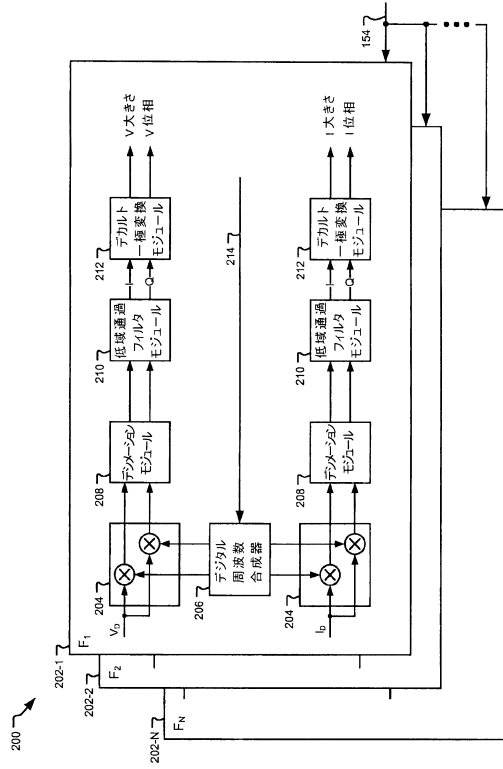 200
202-1
202-2
202-N
F1
F2
FN
VD
204
208
デシメーション
モジュール
210
低域通過
フィルタ
モジュール
I
Q
212
デカルト
―極変換
モジュール
V大きさ
V位相
206
デジタル
周波数
合成器
214
ID
204
208
デシメーション
モジュール
210
低域通過
フィルタ
モジュール
I
Q
212
デカルト
―極変換
モジュール
I大きさ
I位相
154